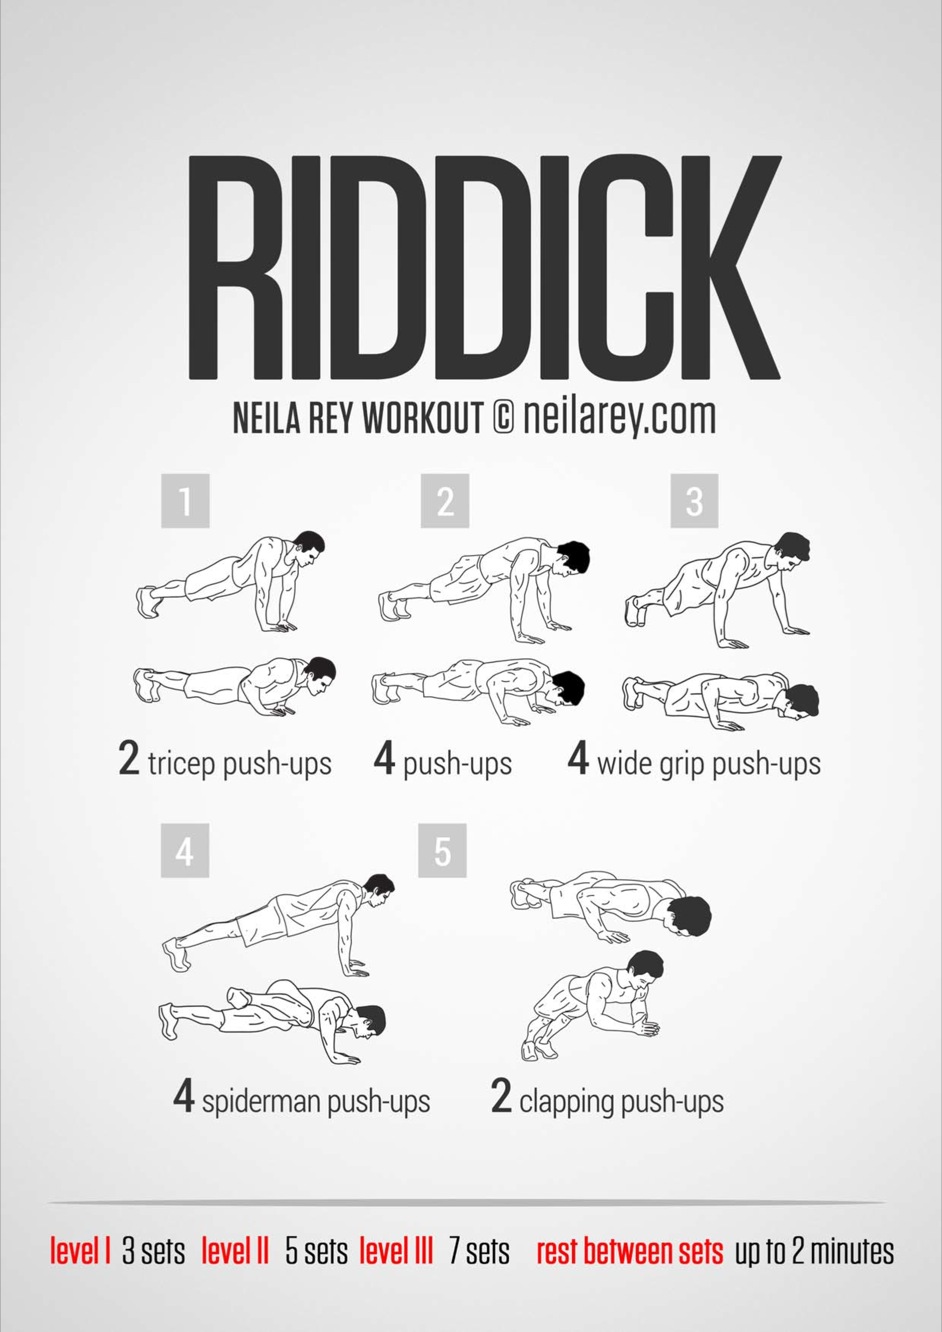 RIDDICK
NEILA REY WORKOUT © neilarey.com
1 2 3
2 tricep push-ups 4 push-ups 4 wide grip push-ups
4 5
4 spiderman push-ups 2 clapping push-ups
level I 3 sets level II 5 sets level III 7 sets rest between sets up to 2 minutes